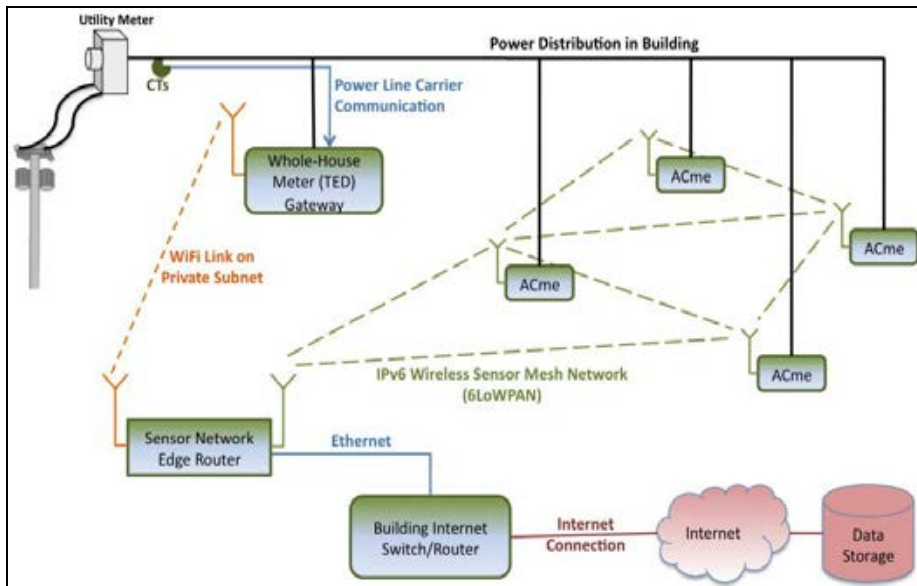 Utility Meter
Power Distribution in Building
CTs
Power Line Carrier
Communication
Whole-House
Meter (TED)
Gateway
ACme
ACme
ACme
ACme
WiFi Link on
Private Subnet
IPv6 Wireless Sensor Mesh Network
(6LoWPAN)
Sensor Network
Edge Router
Ethernet
Building Internet
Switch/Router
Internet
Connection
Internet
Data
Storage